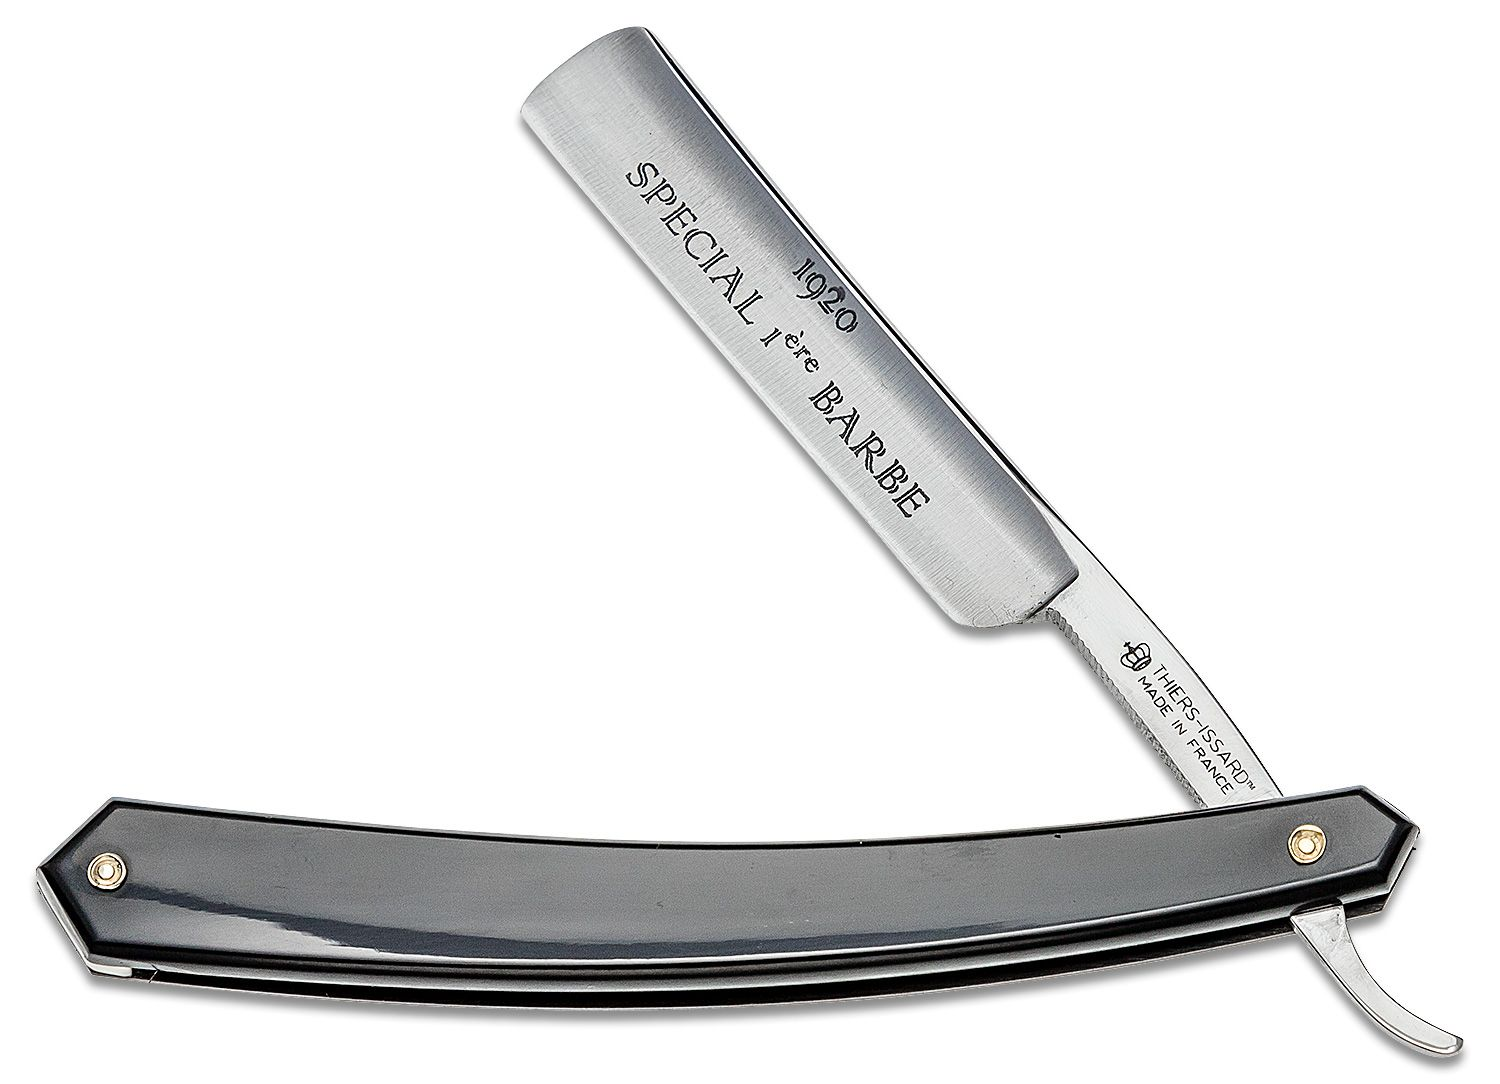 1920
SPECIAL 1ère BARBE
THIERS-ISSARD™
MADE IN FRANCE